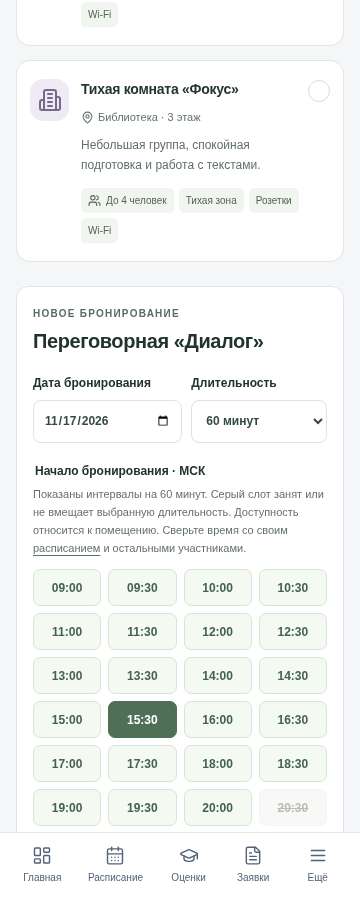 Wi-Fi
Тихая комната «Фокус»
Библиотека · 3 этаж
Небольшая группа, спокойная
подготовка и работа с текстами.
До 4 человек Тихая зона Розетки
Wi-Fi
НОВОЕ БРОНИРОВАНИЕ
Переговорная «Диалог»
Дата бронирования Длительность
11/17/2026 60 минут
Начало бронирования · МСК
Показаны интервалы на 60 минут. Серый слот занят или
не вмещает выбранную длительность. Доступность
относится к помещению. Сверьте время со своим
расписанием и остальными участниками.
09:00 09:30 10:00 10:30
11:00 11:30 12:00 12:30
13:00 13:30 14:00 14:30
15:00 15:30 16:00 16:30
17:00 17:30 18:00 18:30
19:00 19:30 20:00 20:30
Главная Расписание Оценки Заявки Ещё